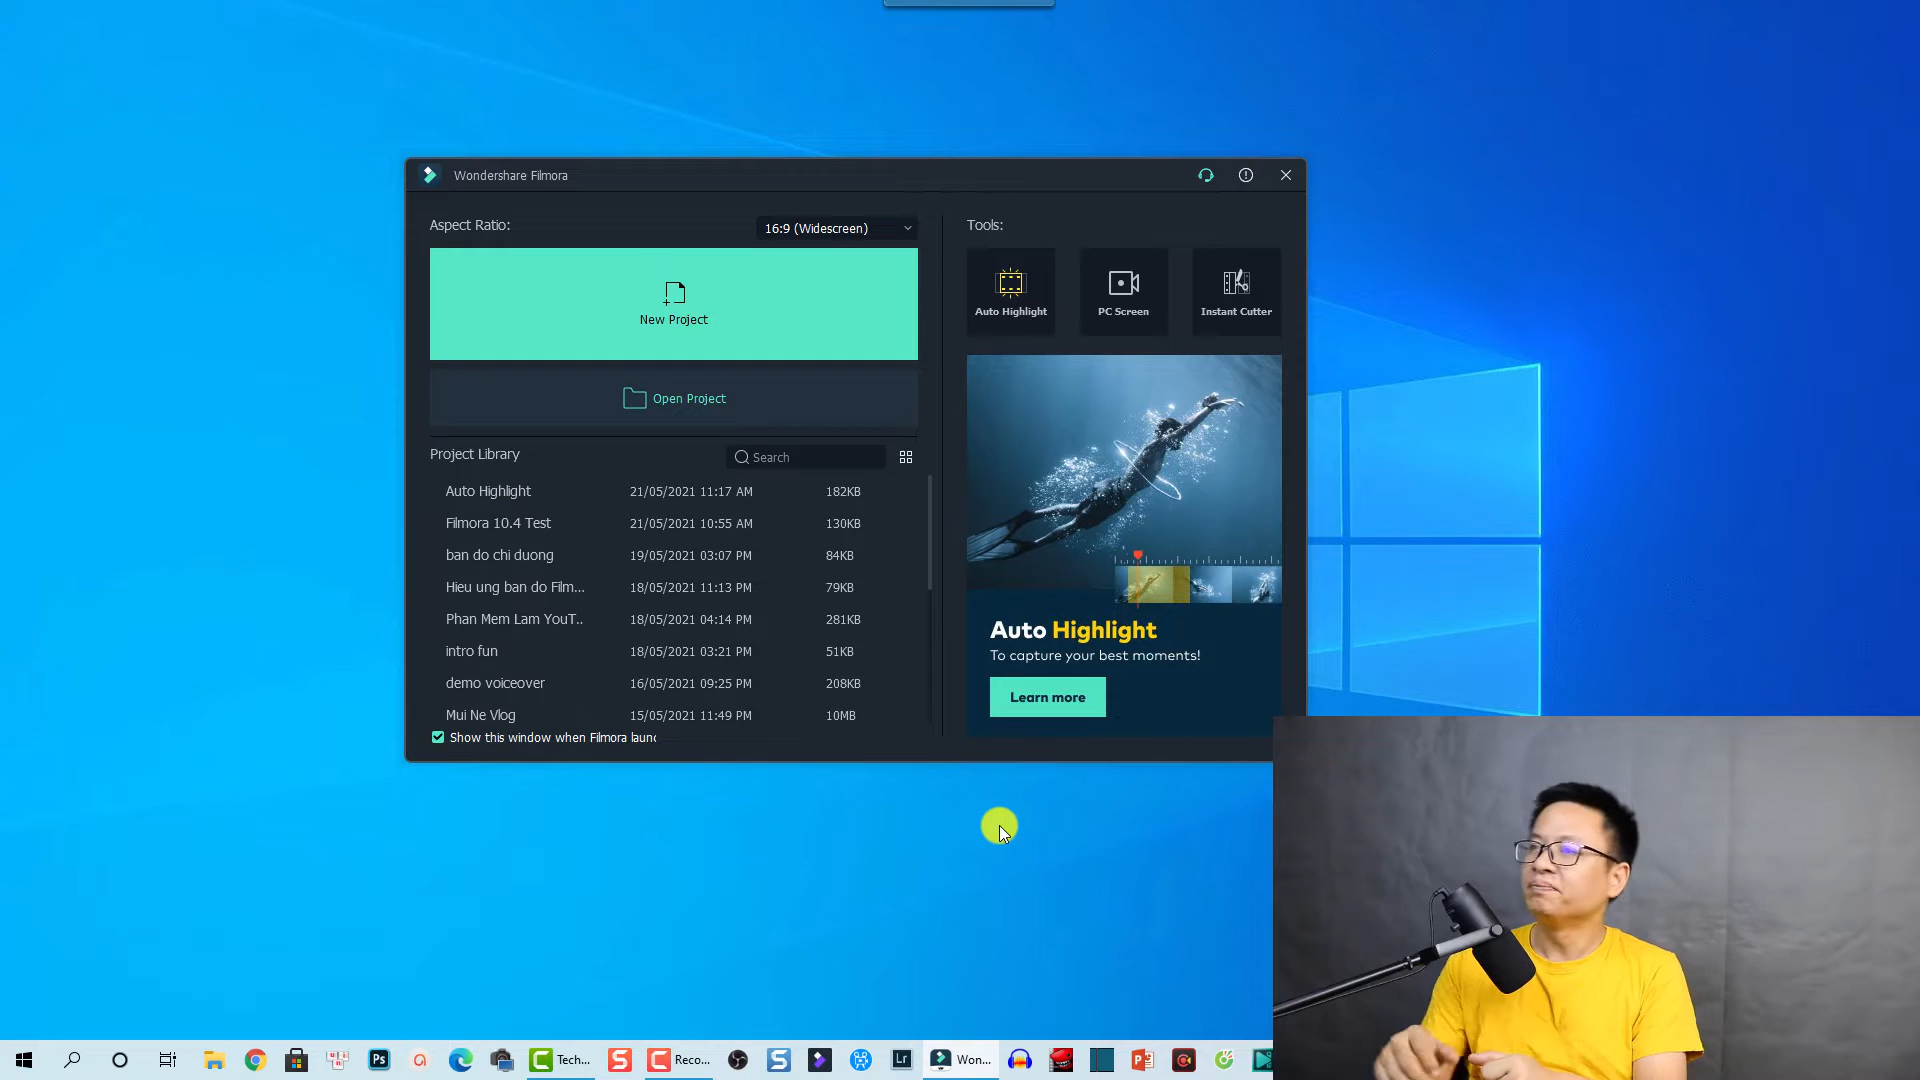 Wondershare Filmora
Aspect Ratio:
16:9 (Widescreen)
New Project
Open Project
Project Library
Search
Auto Highlight 21/05/2021 11:17 AM 182KB
Filmora 10.4 Test 21/05/2021 10:55 AM 130KB
ban do chi duong 19/05/2021 03:07 PM 84KB
Hieu ung ban do Film... 18/05/2021 11:13 PM 79KB
Phan Mem Lam YouT.. 18/05/2021 04:14 PM 281KB
intro fun 18/05/2021 03:21 PM 51KB
demo voiceover 16/05/2021 09:25 PM 208KB
Mui Ne Vlog 15/05/2021 11:49 PM 10MB
Show this window when Filmora launc
Tools:
Auto Highlight
PC Screen
Instant Cutter
Auto Highlight
To capture your best moments!
Learn more
Ps
Tech...
S
Reco...
S
Lr
Won...